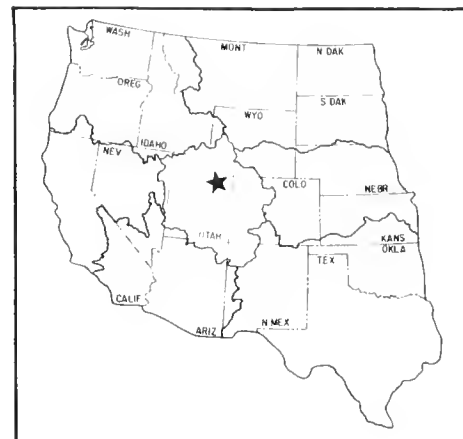 WASH
MONT
N DAK
OREG
S DAK
WYO
IDAHO
NEV
COLO
NEBR
UTAH
KANS
OKLA
TEX
CALIF
ARIZ
N MEX